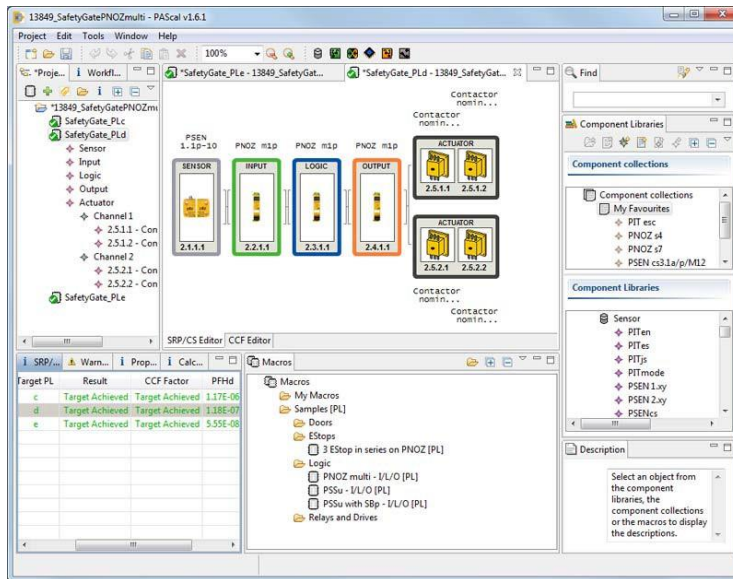 13849_SafetyGatePNOZmulti - PAScal v1.6.1
Project Edit Tools Window Help
100%
*Proje...
Workfl...
*13849_SafetyGatePNOZmu
SafetyGate_PLc
SafetyGate_PLd
Sensor
Input
Logic
Output
Actuator
Channel 1
2.5.1.1 - Con
2.5.1.2 - Con
Channel 2
2.5.2.1 - Con
2.5.2.2 - Con
SafetyGate_PLe
*SafetyGate_PLe - 13849_SafetyGat...
*SafetyGate_PLd - 13849_SafetyGat...
Contactor
nomin...
Contactor
nomin...
PSEN
1.1p-10
PNOZ m1p
PNOZ m1p
PNOZ m1p
SENSOR
INPUT
LOGIC
OUTPUT
ACTUATOR
2.5.1.1 2.5.1.2
2.1.1.1
2.2.1.1
2.3.1.1
2.4.1.1
ACTUATOR
2.5.2.1 2.5.2.2
Contactor
nomin...
Contactor
nomin...
SRP/CS Editor CCF Editor
Find
Component Libraries
Component collections
Component collections
My Favourites
PIT esc
PNOZ s4
PNOZ s7
PSEN cs3.1a/p/M12
Component Libraries
Sensor
PITen
PITes
PITjs
PITmode
PSEN 1.xy
PSEN 2.xy
PSENcs
SRP/...
Warn...
Prop...
Calc...
Target PL Result CCF Factor PFHd
c Target Achieved Target Achieved 1.17E-06
d Target Achieved Target Achieved 1.18E-07
e Target Achieved Target Achieved 5.55E-08
Macros
Macros
My Macros
Samples [PL]
Doors
EStops
3 EStop in series on PNOZ [PL]
Logic
PNOZ multi - I/L/O [PL]
PSSu - I/L/O [PL]
PSSu with SBp - I/L/O [PL]
Relays and Drives
Description
Select an object from
the component
libraries, the
component collections
or the macros to display
the descriptions.